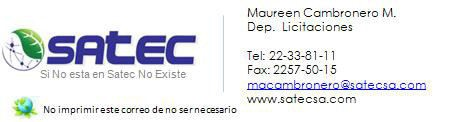 SATEC
Si No esta en Satec No Existe
No imprimir este correo de no ser necesario
Maureen Cambronero M.
Dep. Licitaciones
Tel: 22-33-81-11
Fax: 2257-50-15
macambronero@satecsa.com
www.satecsa.com